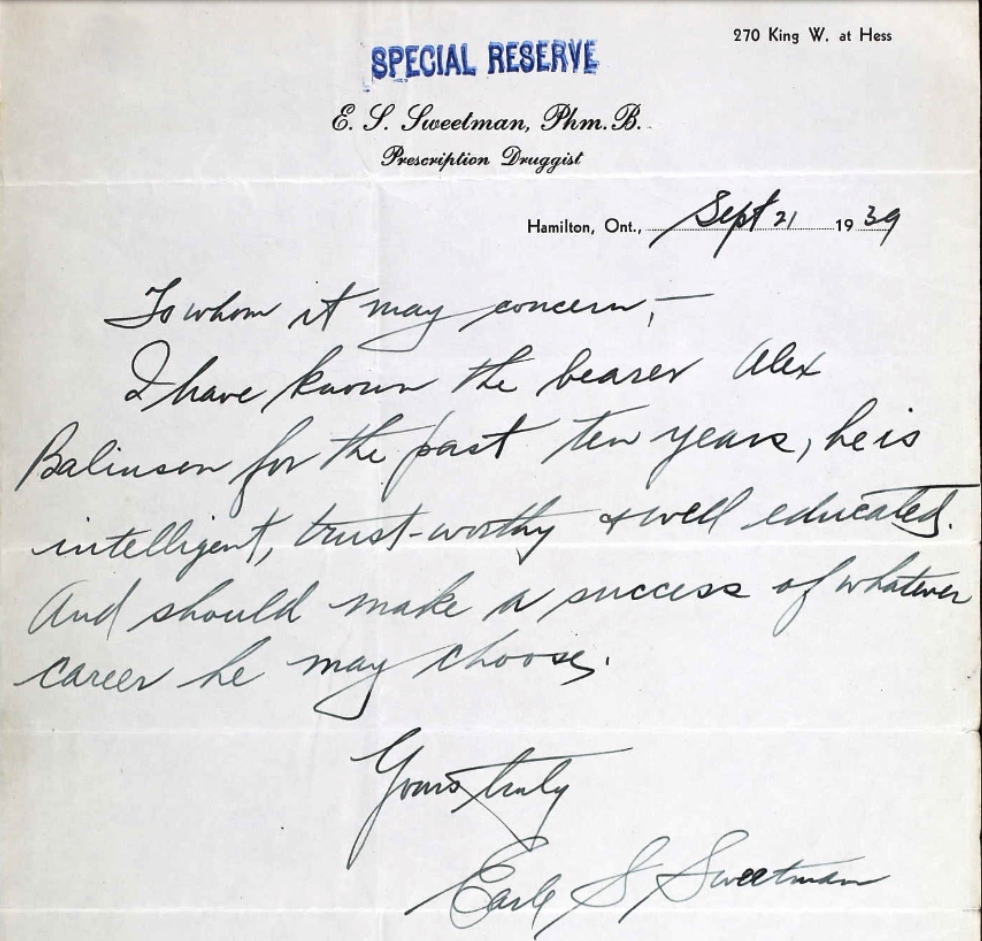 270 King W. at Hess
SPECIAL RESERVE
E. S. Sweetman, Phm. B.
Prescription Druggist
Hamilton, Ont., Sept 21 1939
To whom it may concern,—
I have known the bearer Alex
Balinson for the past ten years, he is
intelligent, trust-worthy & well educated.
And should make a success of whatever
career he may choose.
Yours truly
Earle S. Sweetman